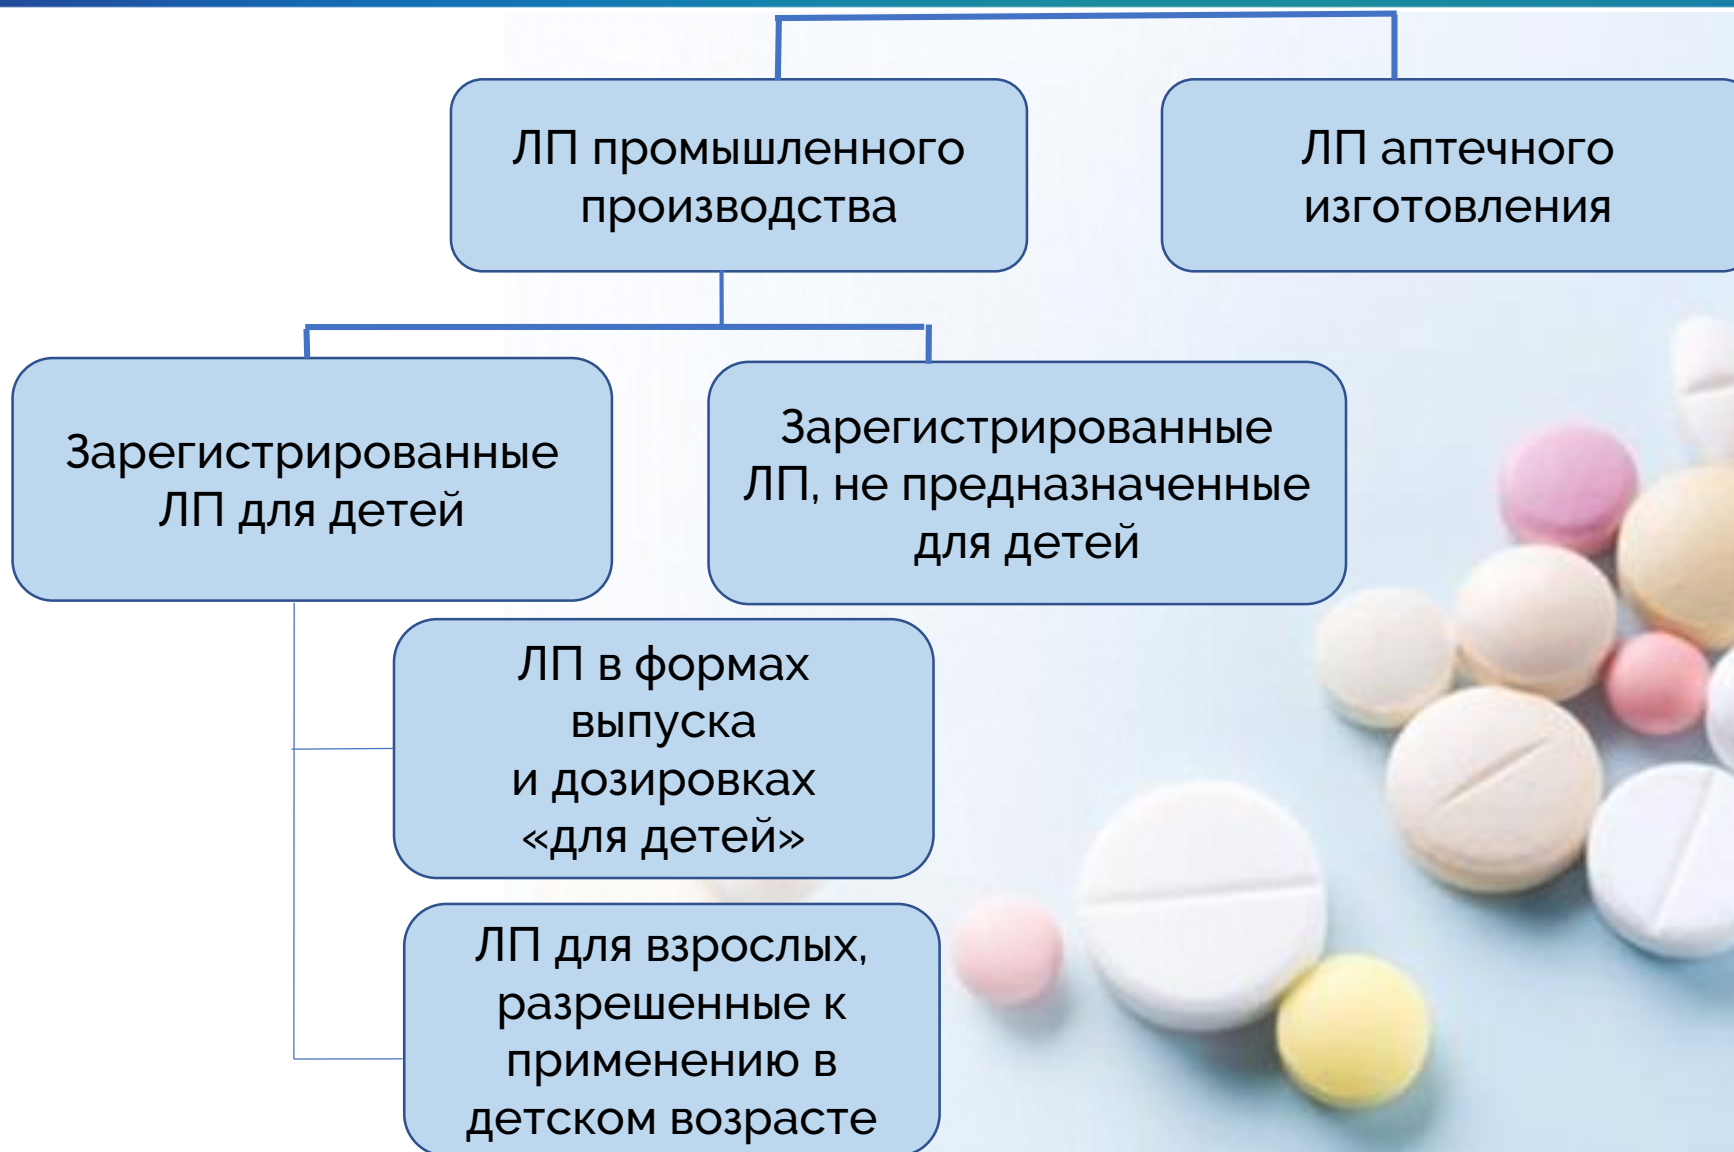 ЛП промышленного
производства
ЛП аптечного
изготовления
Зарегистрированные
ЛП для детей
Зарегистрированные
ЛП, не предназначенные
для детей
ЛП в формах
выпуска
и дозировках
«для детей»
ЛП для взрослых,
разрешенные к
применению в
детском возрасте